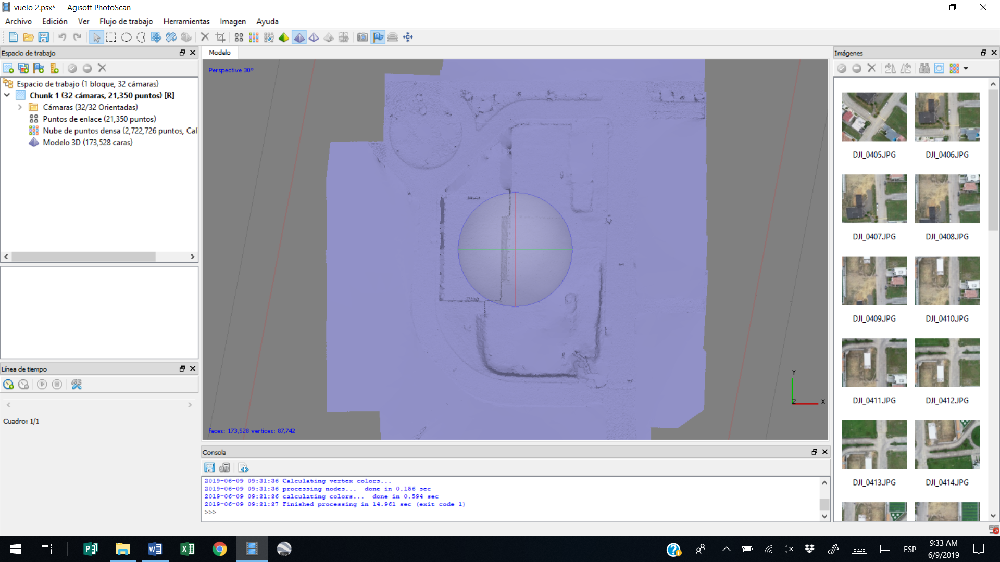 vuelo 2.psx* — Agisoft PhotoScan
Archivo Edición Ver Flujo de trabajo Herramientas Imagen Ayuda
Espacio de trabajo
Espacio de trabajo (1 bloque, 32 cámaras)
Chunk 1 (32 cámaras, 21,350 puntos) [R]
Cámaras (32/32 Orientadas)
Puntos de enlace (21,350 puntos)
Nube de puntos densa (2,722,726 puntos, Cal
Modelo 3D (173,528 caras)
Línea de tiempo
Cuadro: 1/1
Modelo
Perspective 30°
Y
Z
X
faces: 173,528 vertices: 87,742
Consola
2019-06-09 09:31:36 Calculating vertex colors...
2019-06-09 09:31:36 processing nodes... done in 0.156 sec
2019-06-09 09:31:36 calculating colors... done in 0.594 sec
2019-06-09 09:31:37 Finished processing in 14.961 sec (exit code 1)
>>>
Imágenes
DJI_0405.JPG DJI_0406.JPG
DJI_0407.JPG DJI_0408.JPG
DJI_0409.JPG DJI_0410.JPG
DJI_0411.JPG DJI_0412.JPG
DJI_0413.JPG DJI_0414.JPG
Pro
ESP
9:33 AM
6/9/2019